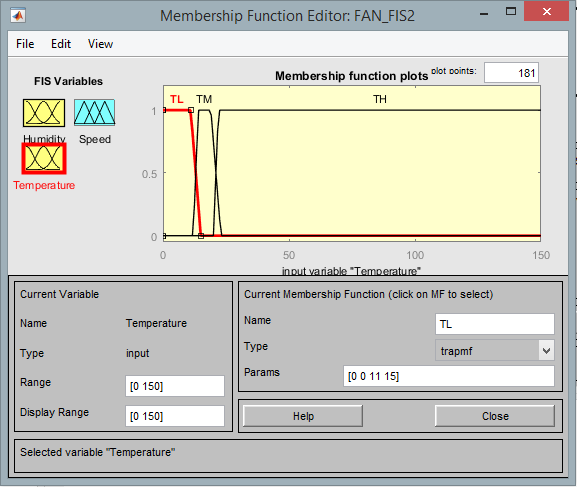 Membership Function Editor: FAN_FIS2
File Edit View
FIS Variables
Membership function plots
plot points:
181
Humidity
Speed
Temperature
TL
TM
TH
1
0.5
0
0
50
100
150
input variable "Temperature"
Current Variable
Name
Temperature
Type
input
Range
[0 150]
Display Range
[0 150]
Current Membership Function (click on MF to select)
Name
TL
Type
trapmf
Params
[0 0 11 15]
Help
Close
Selected variable "Temperature"